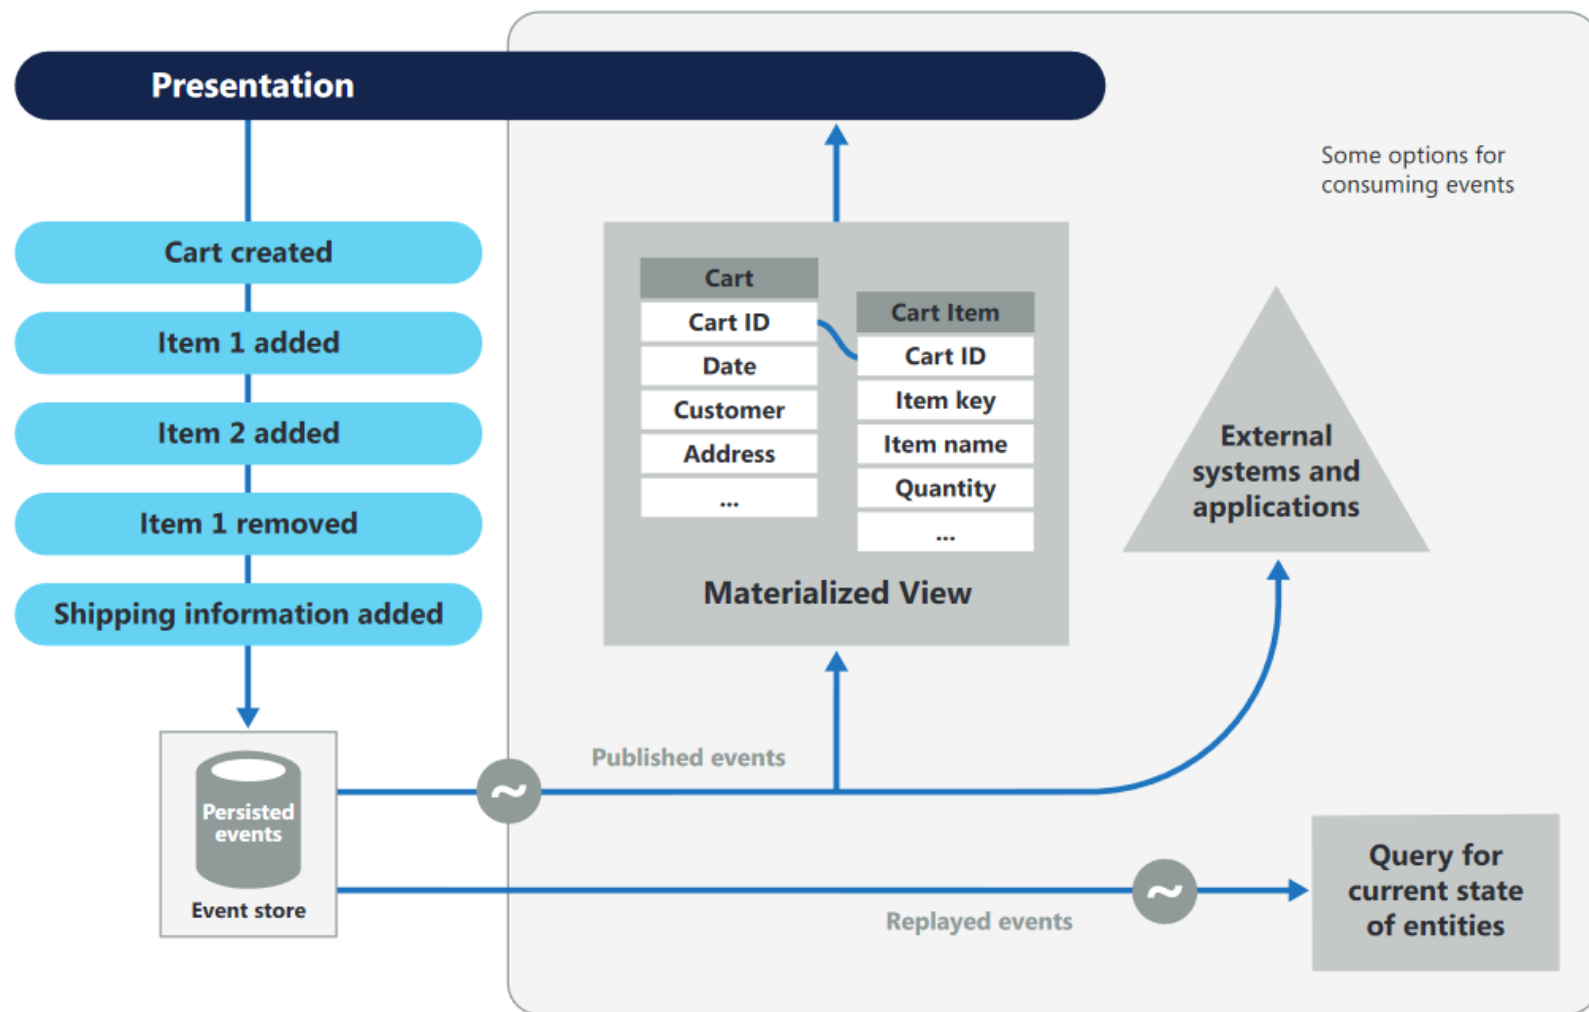 Presentation
Some options for
consuming events
Cart created
Item 1 added
Item 2 added
Item 1 removed
Shipping information added
Cart
Cart ID
Date
Customer
Address
...
Cart Item
Cart ID
Item key
Item name
Quantity
...
Materialized View
External
systems and
applications
Persisted
events
Event store
Published events
~
Replayed events
~
Query for
current state
of entities